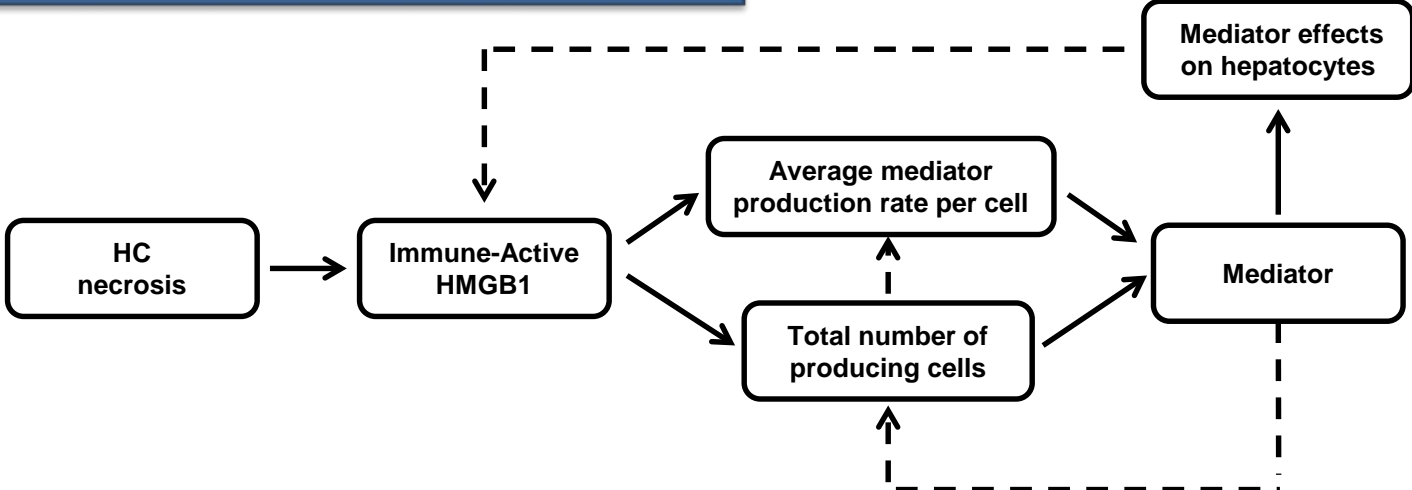 Mediator effects
on hepatocytes
Average mediator
production rate per cell
HC
necrosis
Immune-Active
HMGB1
Mediator
Total number of
producing cells